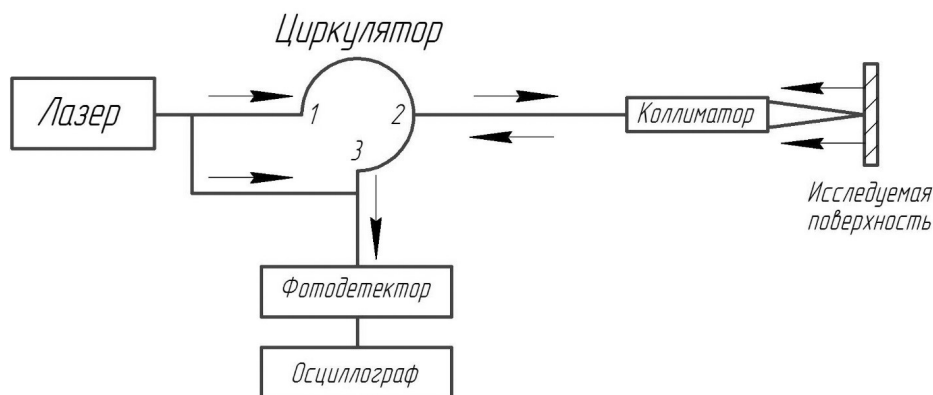 Циркулятор
Лазер
1
2
3
Коллиматор
Исследуемая
поверхность
Фотодетектор
Осциллограф